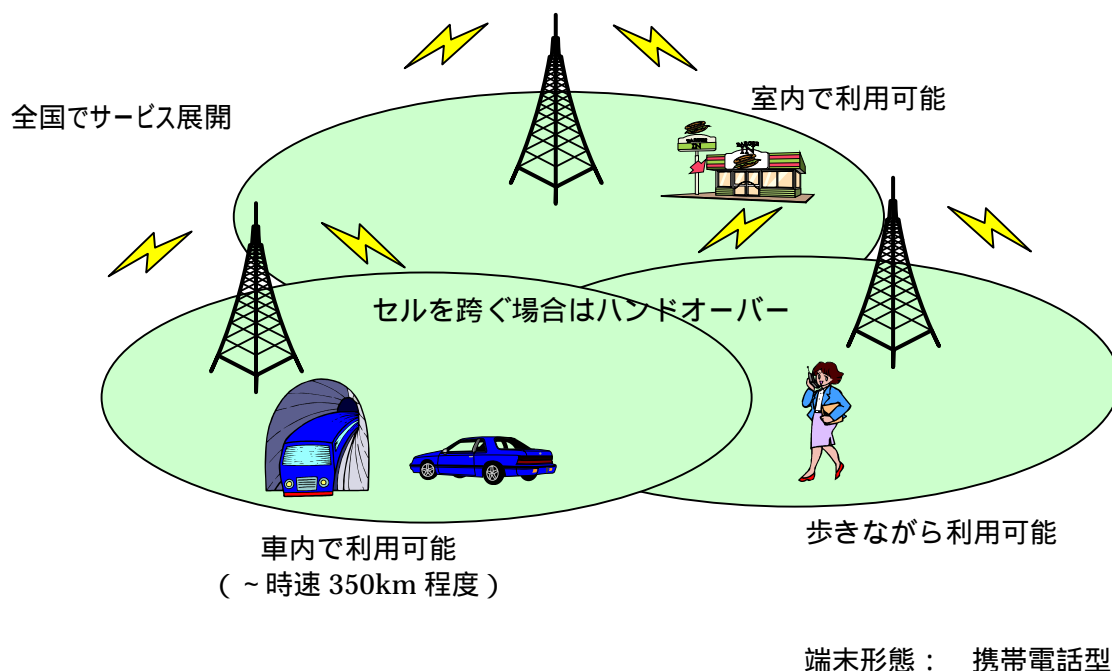 全国でサービス展開
室内で利用可能
セルを跨ぐ場合はハンドオーバー
車内で利用可能
（ ~ 時速 350km 程度 ）
歩きながら利用可能
端末形態： 携帯電話型